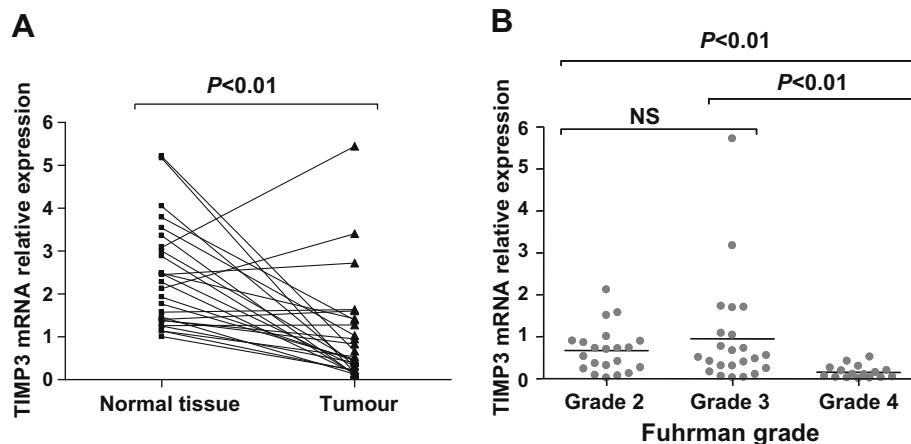 A
P<0.01
TIMP3 mRNA relative expression
6
5
4
3
2
1
0
Normal tissue
Tumour
B
P<0.01
P<0.01
NS
TIMP3 mRNA relative expression
6
5
4
3
2
1
0
Grade 2
Grade 3
Grade 4
Fuhrman grade